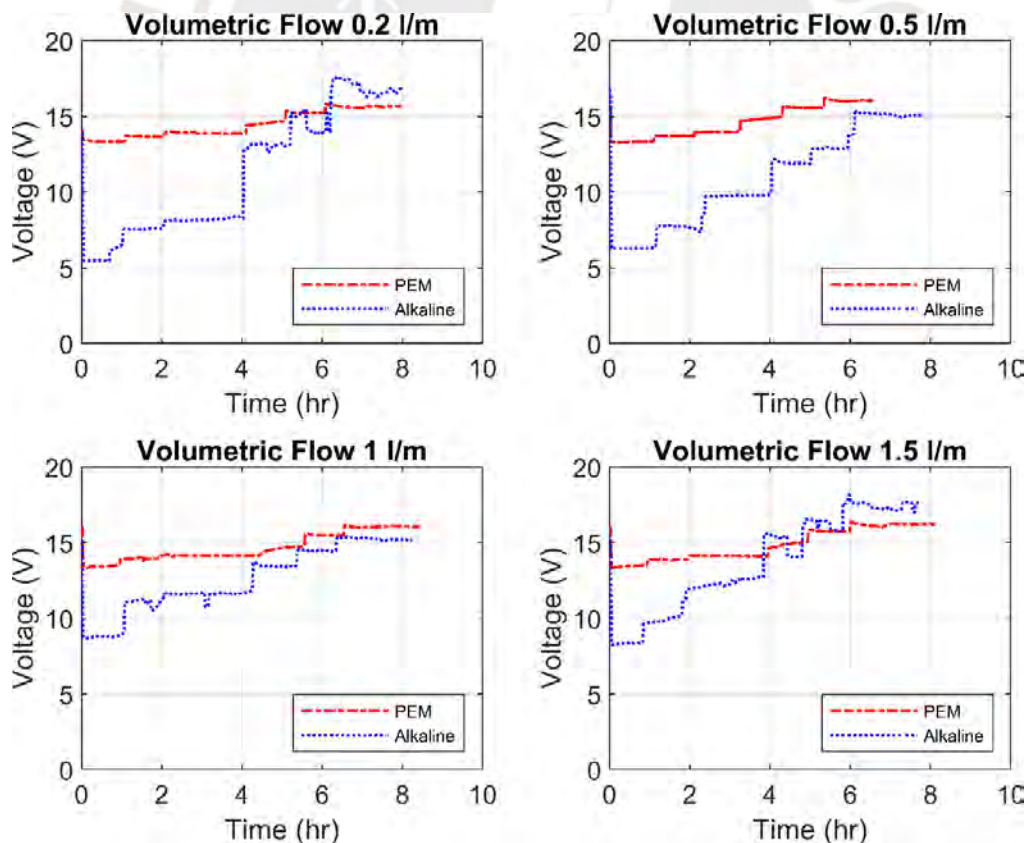 Volumetric Flow 0.2 l/m
20
15
10
5
0
Voltage (V)
PEM
Alkaline
0 2 4 6 8 10
Time (hr)
Volumetric Flow 0.5 l/m
20
15
10
5
0
Voltage (V)
PEM
Alkaline
0 2 4 6 8 10
Time (hr)
Volumetric Flow 1 l/m
20
15
10
5
0
Voltage (V)
PEM
Alkaline
0 2 4 6 8 10
Time (hr)
Volumetric Flow 1.5 l/m
20
15
10
5
0
Voltage (V)
PEM
Alkaline
0 2 4 6 8 10
Time (hr)